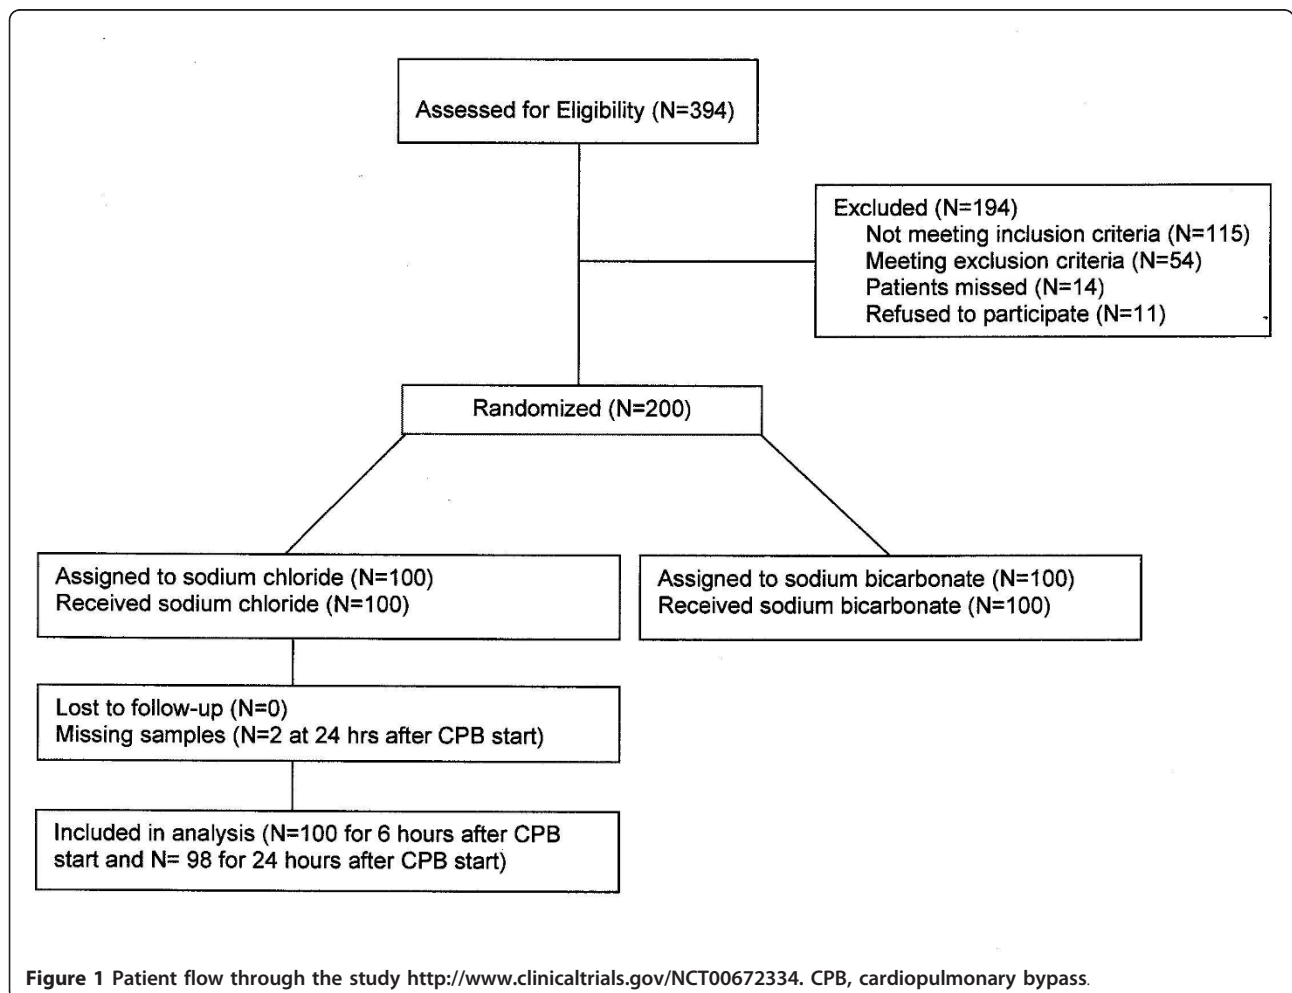 Assessed for Eligibility (N=394)
Excluded (N=194)
Not meeting inclusion criteria (N=115)
Meeting exclusion criteria (N=54)
Patients missed (N=14)
Refused to participate (N=11)
Randomized (N=200)
Assigned to sodium chloride (N=100)
Received sodium chloride (N=100)
Assigned to sodium bicarbonate (N=100)
Received sodium bicarbonate (N=100)
Lost to follow-up (N=0)
Missing samples (N=2 at 24 hrs after CPB start)
Included in analysis (N=100 for 6 hours after CPB
start and N= 98 for 24 hours after CPB start)
Figure 1 Patient flow through the study http://www.clinicaltrials.gov/NCT00672334. CPB, cardiopulmonary bypass.